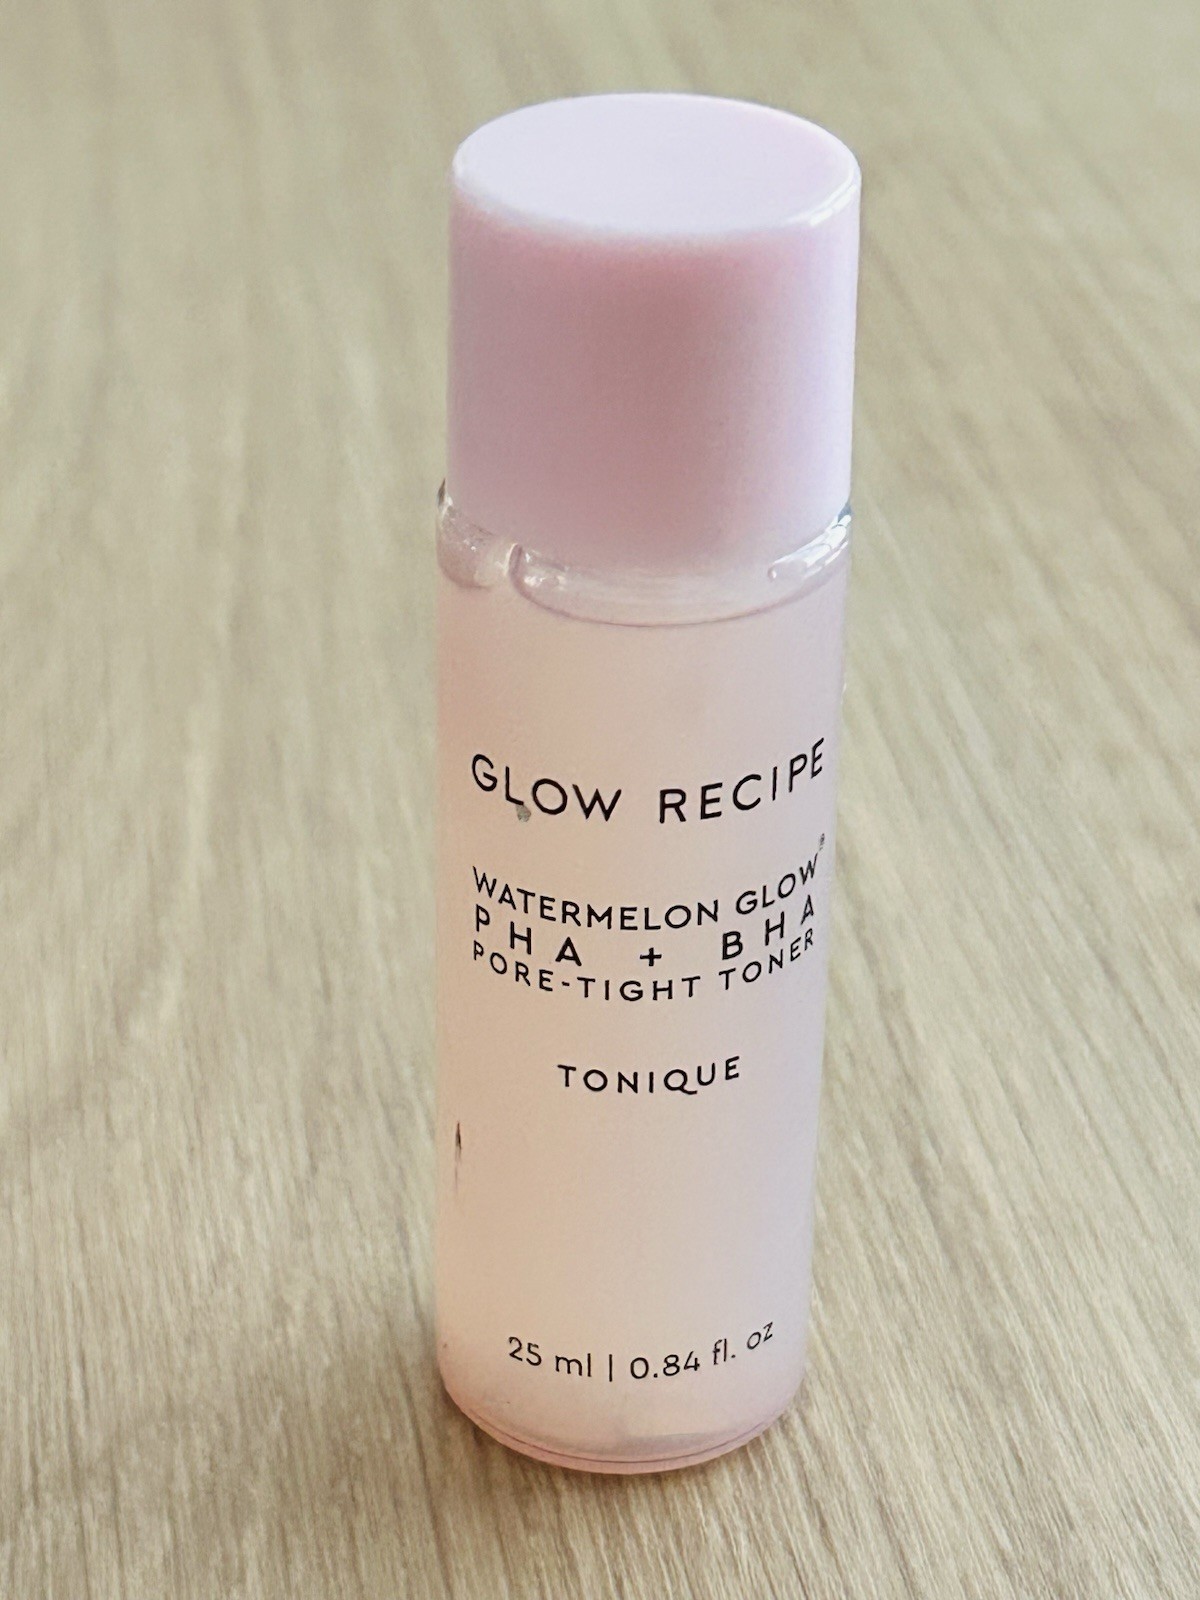 GLOW RECIPE
WATERMELON GLOW®
PHA + BHA
PORE-TIGHT TONER
TONIQUE
25 ml | 0.84 fl. oz